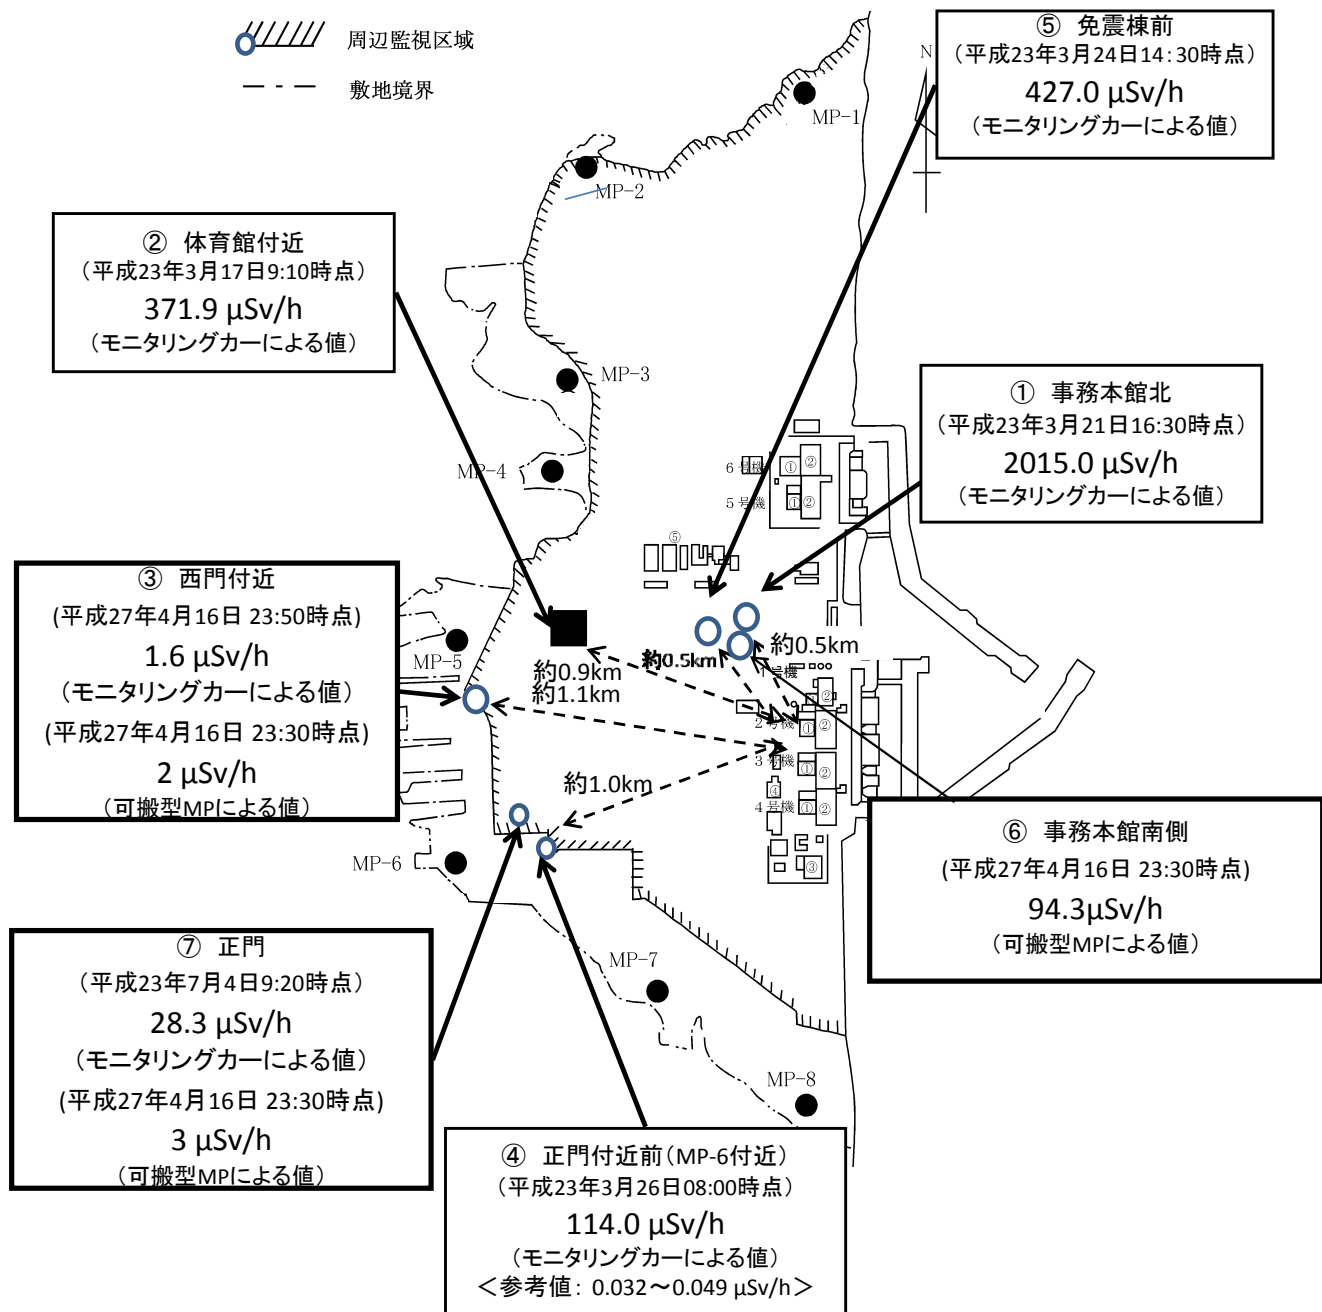 周辺監視区域
敷地境界
⑤ 免震棟前
（平成23年3月24日14:30時点）
427.0 μSv/h
（モニタリングカーによる値）
N
MP-1
MP-2
② 体育館付近
（平成23年3月17日9:10時点）
371.9 μSv/h
（モニタリングカーによる値）
MP-3
① 事務本館北
（平成23年3月21日16:30時点）
2015.0 μSv/h
（モニタリングカーによる値）
MP-4
6号機
①
②
5号機
①
②
⑤
③ 西門付近
(平成27年4月16日 23:50時点)
1.6 μSv/h
（モニタリングカーによる値）
(平成27年4月16日 23:30時点)
2 μSv/h
（可搬型MPによる値）
MP-5
約0.9km
約1.1km
約0.5km
約0.5km
1号機
②
2号機
①
②
3号機
①
②
約1.0km
④
4号機
①
②
③
MP-6
⑥ 事務本館南側
(平成27年4月16日 23:30時点)
94.3μSv/h
（可搬型MPによる値）
⑦ 正門
（平成23年7月4日9:20時点）
28.3 μSv/h
（モニタリングカーによる値）
(平成27年4月16日 23:30時点)
3 μSv/h
（可搬型MPによる値）
MP-7
MP-8
④ 正門付近前（MP-6付近）
（平成23年3月26日08:00時点）
114.0 μSv/h
（モニタリングカーによる値）
＜参考値: 0.032～0.049 μSv/h＞